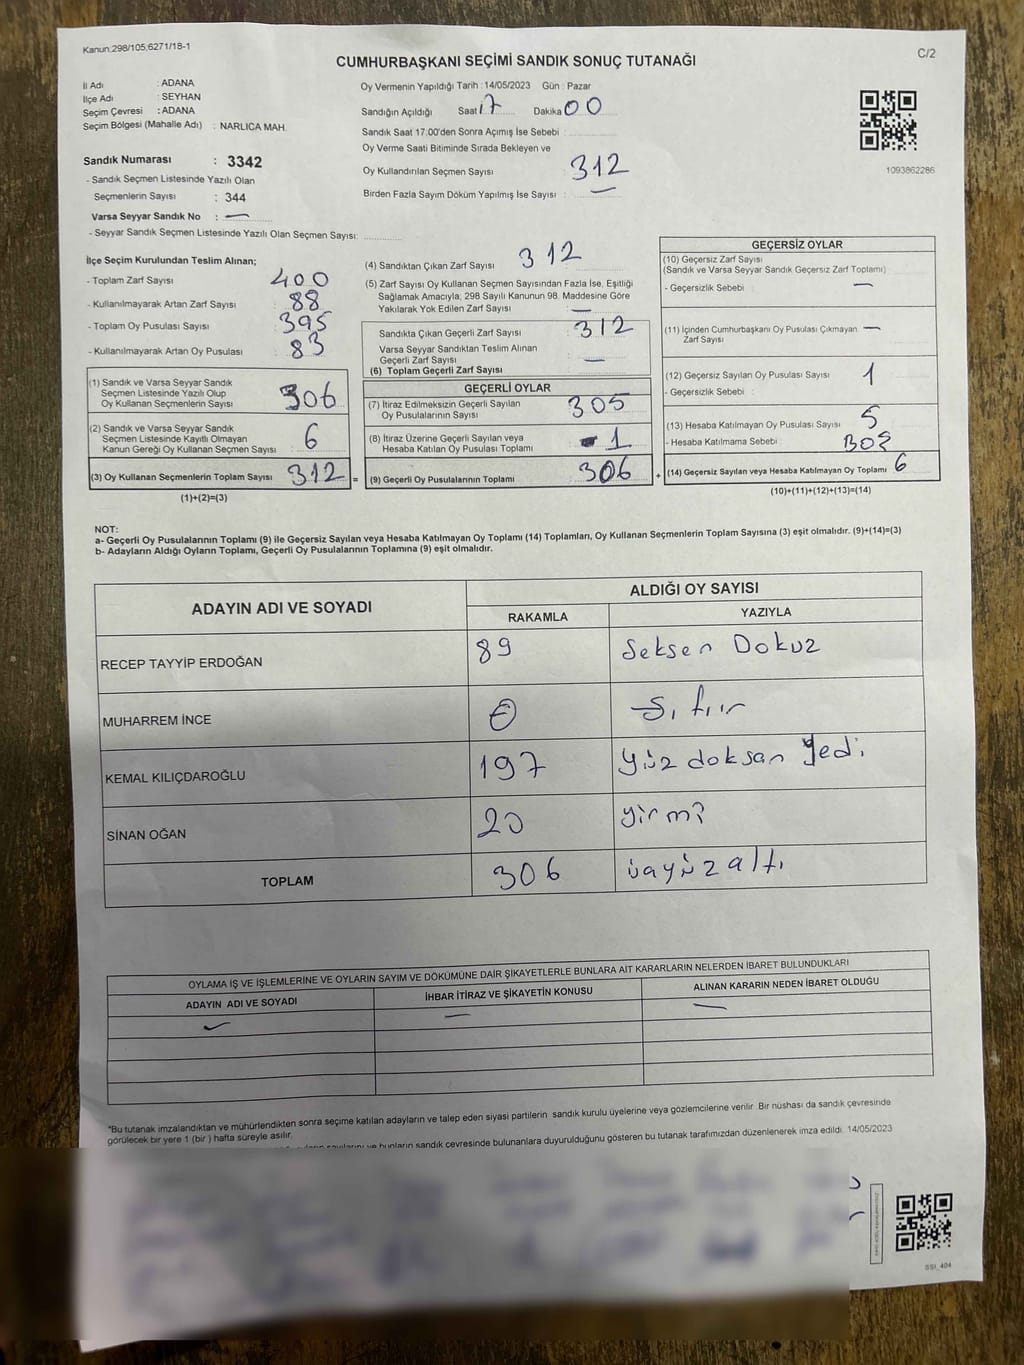 Kanun:298/105;6271/18-1
C/2
CUMHURBAŞKANI SEÇİMİ SANDIK SONUÇ TUTANAĞI
İl Adı : ADANA
İlçe Adı : SEYHAN
Seçim Çevresi : ADANA
Seçim Bölgesi (Mahalle Adı) : NARLICA MAH.
Sandık Numarası : 3342
- Sandık Seçmen Listesinde Yazılı Olan
Seçmenlerin Sayısı : 344
Varsa Seyyar Sandık No : —
- Seyyar Sandık Seçmen Listesinde Yazılı Olan Seçmen Sayısı:
Oy Vermenin Yapıldığı Tarih : 14/05/2023 Gün : Pazar
Sandığın Açıldığı Saat 17 Dakika 00
Sandık Saat 17.00'den Sonra Açımış İse Sebebi :
Oy Verme Saati Bitiminde Sırada Bekleyen ve
Oy Kullandırılan Seçmen Sayısı : 312
Birden Fazla Sayım Döküm Yapılmış İse Sayısı : —
1093862286
İlçe Seçim Kurulundan Teslim Alınan;
- Toplam Zarf Sayısı 400
- Kullanılmayarak Artan Zarf Sayısı : 88
- Toplam Oy Pusulası Sayısı : 395
- Kullanılmayarak Artan Oy Pusulası : 83
(1) Sandık ve Varsa Seyyar Sandık
Seçmen Listesinde Yazılı Olup
Oy Kullanan Seçmenlerin Sayısı 306
(2) Sandık ve Varsa Seyyar Sandık
Seçmen Listesinde Kayıtlı Olmayan
Kanun Gereği Oy Kullanan Seçmen Sayısı 6
(3) Oy Kullanan Seçmenlerin Toplam Sayısı 312 =
(1)+(2)=(3)
(4) Sandıktan Çıkan Zarf Sayısı 312
(5) Zarf Sayısı Oy Kullanan Seçmen Sayısından Fazla İse, Eşitliği
Sağlamak Amacıyla; 298 Sayılı Kanunun 98. Maddesine Göre
Yakılarak Yok Edilen Zarf Sayısı : —
Sandıkta Çıkan Geçerli Zarf Sayısı : 312
Varsa Seyyar Sandıktan Teslim Alınan
Geçerli Zarf Sayısı : —
(6) Toplam Geçerli Zarf Sayısı
GEÇERLİ OYLAR
(7) İtiraz Edilmeksizin Geçerli Sayılan
Oy Pusulalarının Sayısı : 305
(8) İtiraz Üzerine Geçerli Sayılan veya
Hesaba Katılan Oy Pusulası Toplamı : 1
(9) Geçerli Oy Pusulalarının Toplamı : 306 +
GEÇERSİZ OYLAR
(10) Geçersiz Zarf Sayısı
(Sandık ve Varsa Seyyar Sandık Geçersiz Zarf Toplamı)
- Geçersizlik Sebebi : —
(11) İçinden Cumhurbaşkanı Oy Pusulası Çıkmayan —
Zarf Sayısı
(12) Geçersiz Sayılan Oy Pusulası Sayısı 1
- Geçersizlik Sebebi :
(13) Hesaba Katılmayan Oy Pusulası Sayısı 5
- Hesaba Katılmama Sebebi :
(14) Geçersiz Sayılan veya Hesaba Katılmayan Oy Toplamı 6
(10)+(11)+(12)+(13)=(14)
NOT:
a- Geçerli Oy Pusulalarının Toplamı (9) ile Geçersiz Sayılan veya Hesaba Katılmayan Oy Toplamı (14) Toplamları, Oy Kullanan Seçmenlerin Toplam Sayısına (3) eşit olmalıdır. (9)+(14)=(3)
b- Adayların Aldığı Oyların Toplamı, Geçerli Oy Pusulalarının Toplamına (9) eşit olmalıdır.
ADAYIN ADI VE SOYADI ALDIĞI OY SAYISI
RAKAMLA YAZIYLA
RECEP TAYYİP ERDOĞAN 89 Seksen Dokuz
MUHARREM İNCE 0 Sıfır
KEMAL KILIÇDAROĞLU 197 Yüz doksan Yedi
SİNAN OĞAN 20 yirmi
TOPLAM 306 üçyüz altı
OYLAMA İŞ VE İŞLEMLERİNE VE OYLARIN SAYIM VE DÖKÜMÜNE DAİR ŞİKAYETLERLE BUNLARA AİT KARARLARIN NELERDEN İBARET BULUNDUKLARI
ADAYIN ADI VE SOYADI İHBAR İTİRAZ VE ŞİKAYETİN KONUSU ALINAN KARARIN NEDEN İBARET OLDUĞU
— — —
*Bu tutanak imzalandıktan ve mühürlendikten sonra seçime katılan adayların ve talep eden siyasi partilerin sandık kurulu üyelerine veya gözlemcilerine verilir. Bir nüshası da sandık çevresinde
görülecek bir yere 1 (bir ) hafta süreyle asılır.
ve bunların sandık çevresinde bulunanlara duyurulduğunu gösteren bu tutanak tarafımızdan düzenlenerek imza edildi. 14/05/2023
SSI_404